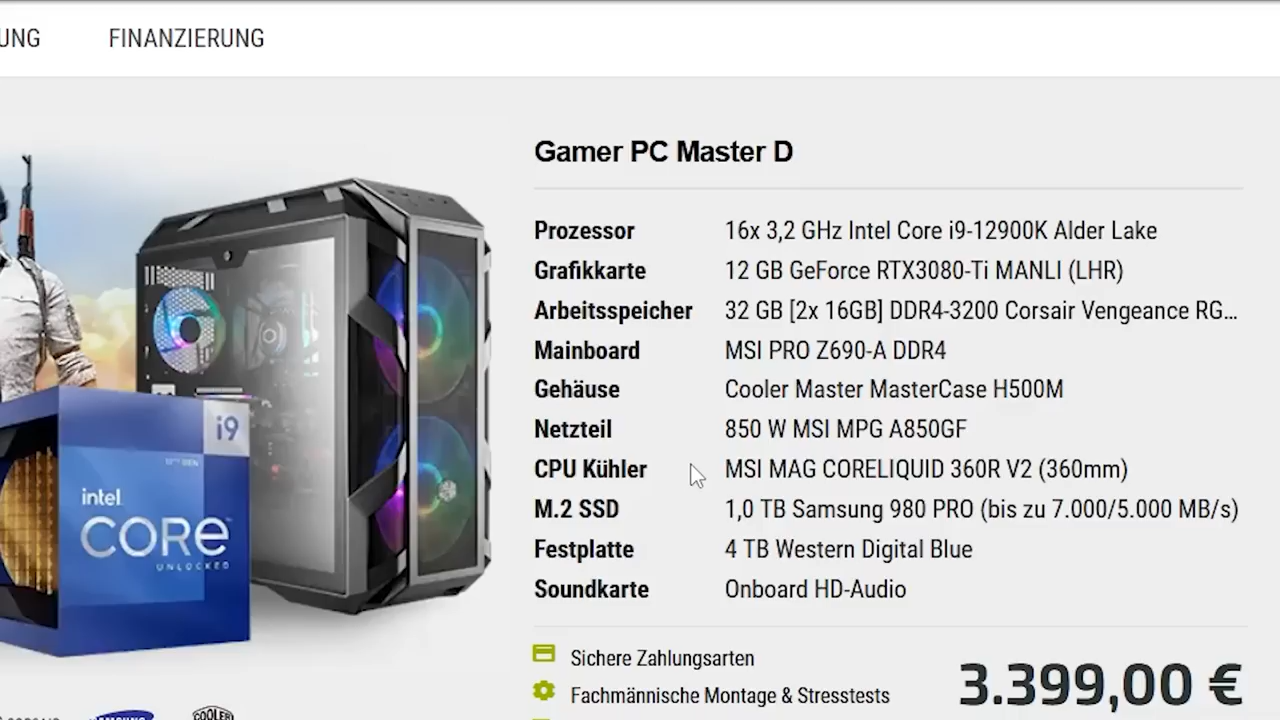 UNG FINANZIERUNG
Gamer PC Master D
Prozessor 16x 3,2 GHz Intel Core i9-12900K Alder Lake
Grafikkarte 12 GB GeForce RTX3080-Ti MANLI (LHR)
Arbeitsspeicher 32 GB [2x 16GB] DDR4-3200 Corsair Vengeance RG...
Mainboard MSI PRO Z690-A DDR4
Gehäuse Cooler Master MasterCase H500M
Netzteil 850 W MSI MPG A850GF
CPU Kühler MSI MAG CORELIQUID 360R V2 (360mm)
M.2 SSD 1,0 TB Samsung 980 PRO (bis zu 7.000/5.000 MB/s)
Festplatte 4 TB Western Digital Blue
Soundkarte Onboard HD-Audio
Sichere Zahlungsarten
Fachmännische Montage & Stresstests
3.399,00 €
i9
intel
CORE
UNLOCKED
COOLER